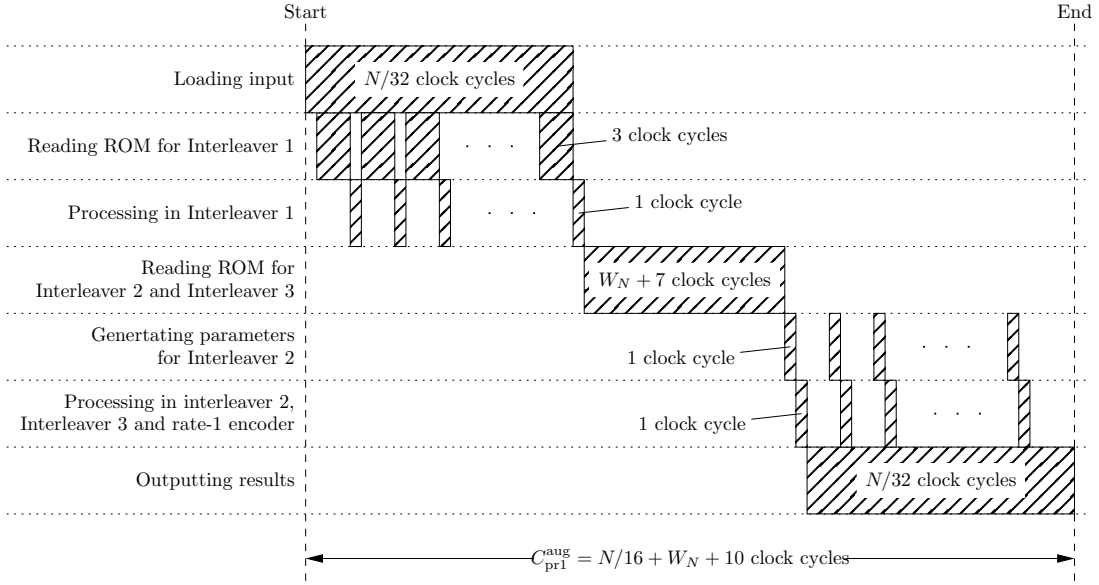 Start
End
Loading input
N/32 clock cycles
Reading ROM for Interleaver 1
· · ·
3 clock cycles
Processing in Interleaver 1
· · ·
1 clock cycle
Reading ROM for
Interleaver 2 and Interleaver 3
W_N + 7 clock cycles
Genertating parameters
for Interleaver 2
1 clock cycle
· · ·
Processing in interleaver 2,
Interleaver 3 and rate-1 encoder
1 clock cycle
· · ·
Outputting results
N/32 clock cycles
C_{pr1}^{aug} = N/16 + W_N + 10 clock cycles